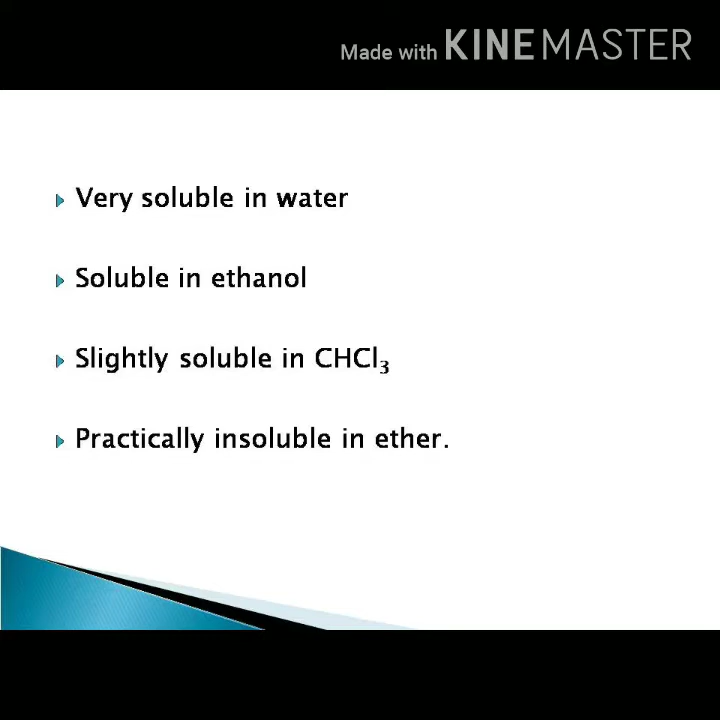 Made with KINEMASTER
Very soluble in water
Soluble in ethanol
Slightly soluble in CHCl₃
Practically insoluble in ether.